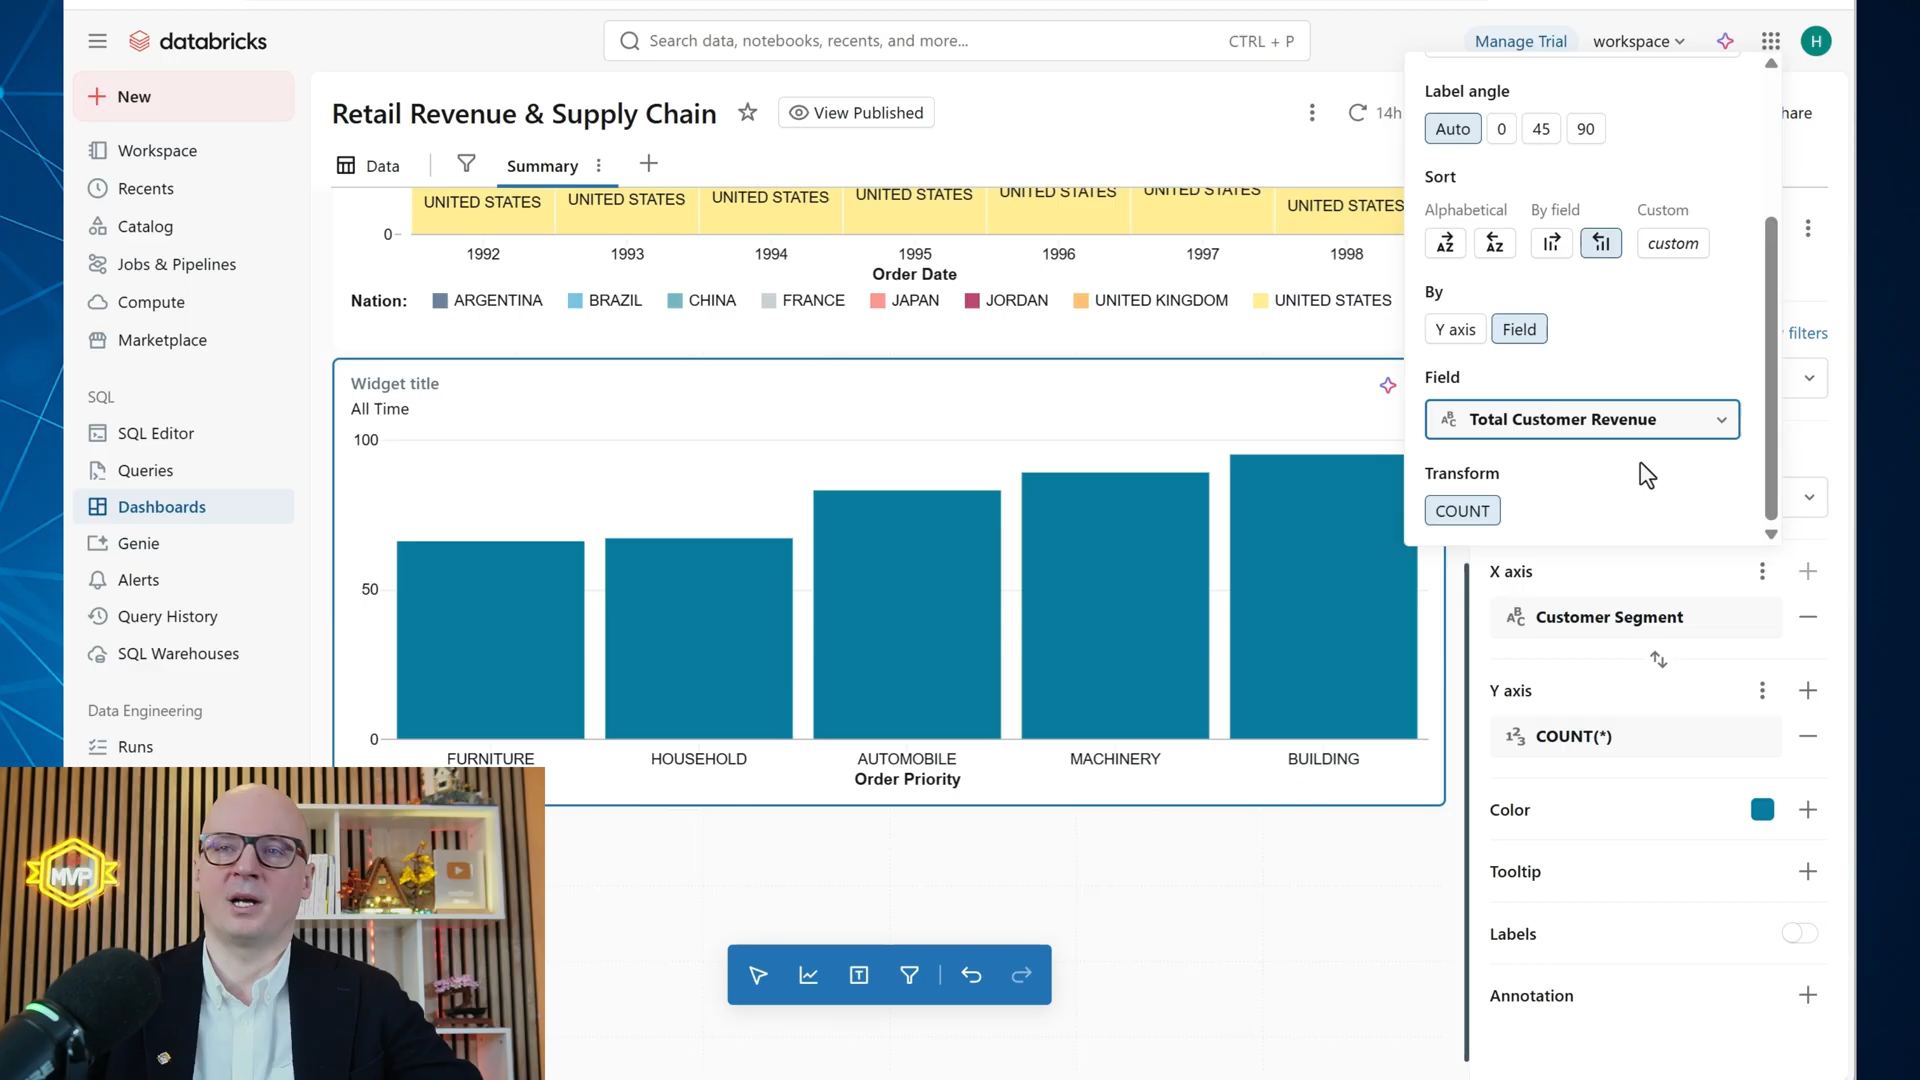 databricks
Search data, notebooks, recents, and more...
CTRL + P
Manage Trial
workspace
H
New
Workspace
Recents
Catalog
Jobs & Pipelines
Compute
Marketplace
SQL
SQL Editor
Queries
Dashboards
Genie
Alerts
Query History
SQL Warehouses
Data Engineering
Runs
Retail Revenue & Supply Chain
View Published
14h
hare
Data
Summary
UNITED STATES UNITED STATES UNITED STATES UNITED STATES UNITED STATES UNITED STATES UNITED STATES
0
1992 1993 1994 1995 1996 1997 1998
Order Date
Nation: ARGENTINA BRAZIL CHINA FRANCE JAPAN JORDAN UNITED KINGDOM UNITED STATES
Widget title
All Time
100
50
0
FURNITURE HOUSEHOLD AUTOMOBILE MACHINERY BUILDING
Order Priority
Label angle
Auto 0 45 90
Sort
Alphabetical By field Custom
AZ AZ custom
By
Y axis Field
Field
ABC Total Customer Revenue
Transform
COUNT
filters
X axis
ABC Customer Segment
Y axis
123 COUNT(*)
Color
Tooltip
Labels
Annotation
MVP